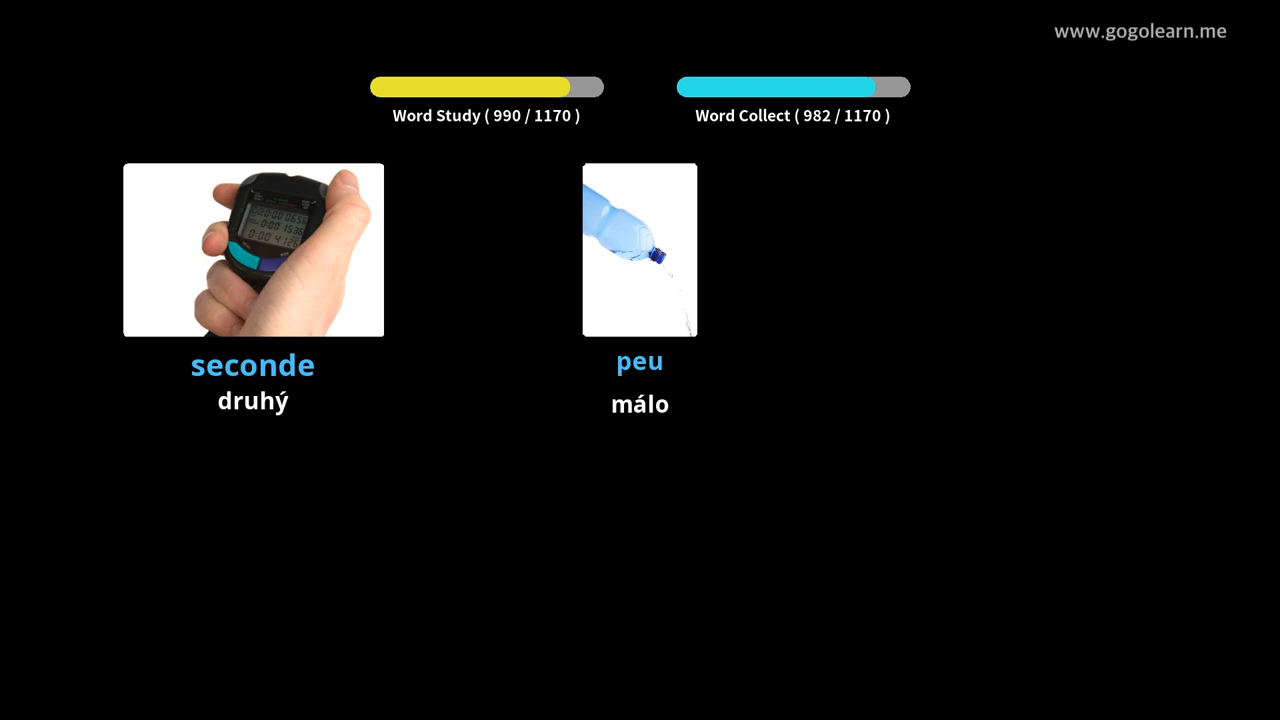 www.gogolearn.me
Word Study ( 990 / 1170 )
Word Collect ( 982 / 1170 )
seconde
druhý
peu
málo